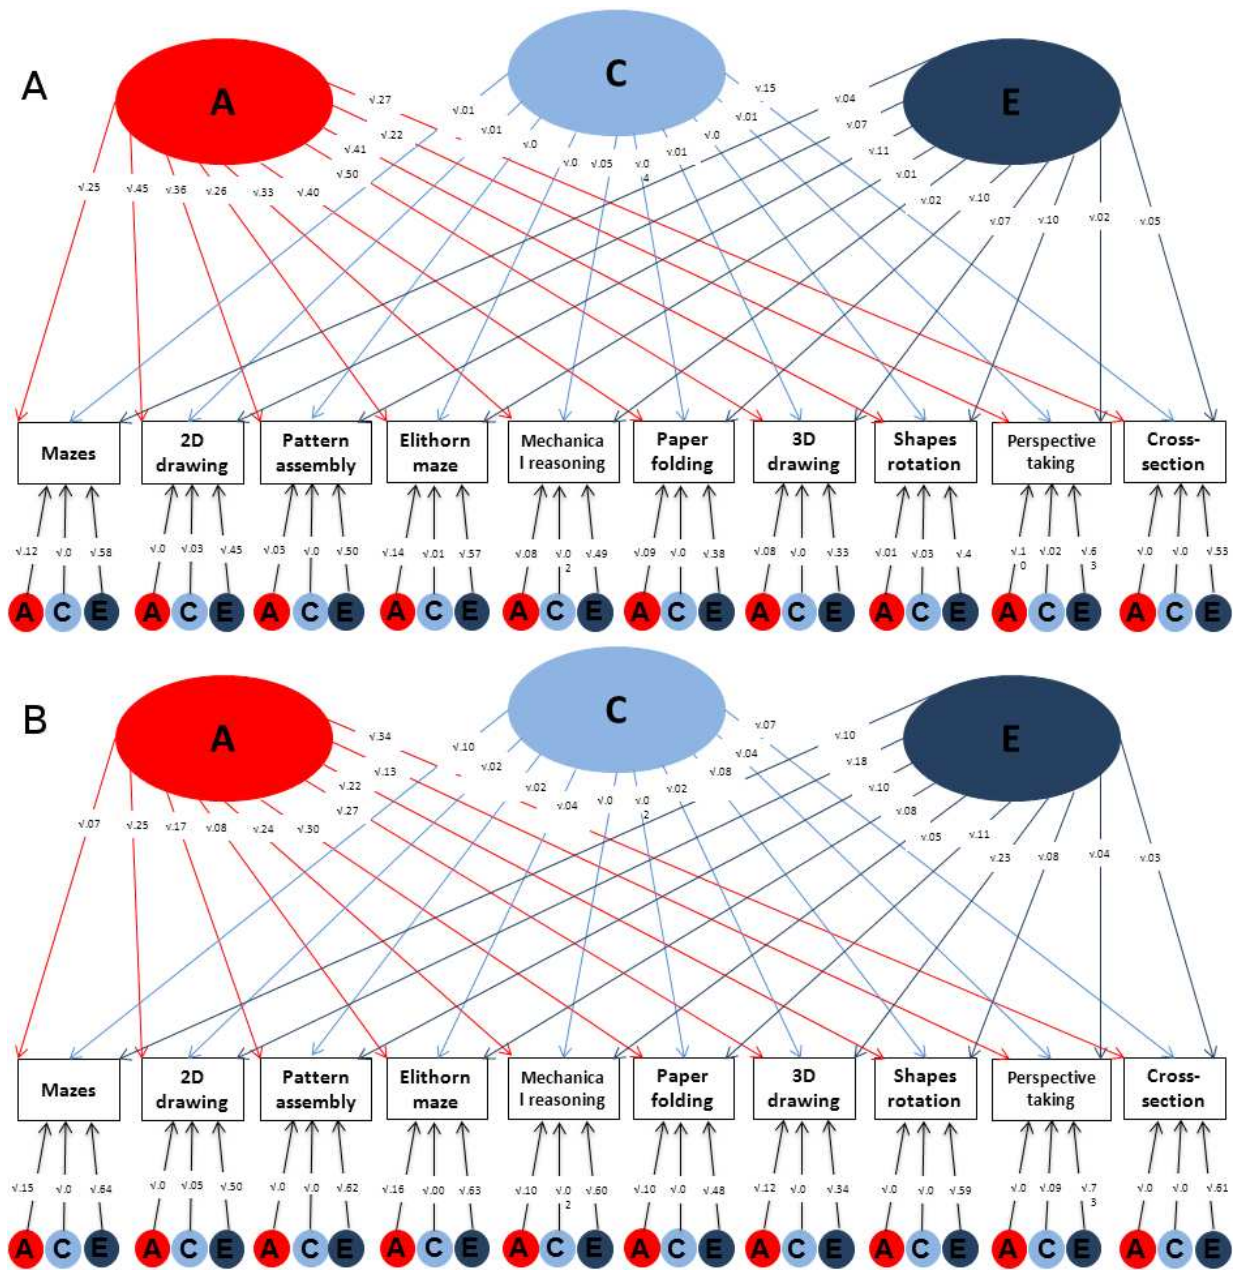 A
A
C
E
√.27
√.22
√.41
√.50
√.25
√.45
√.36
√.26
√.33
√.40
√.01
√.01
√.0
√.0
√.05
√.0
4
√.01
√.0
√.01
√.15
√.04
√.07
√.11
√.01
√.02
√.10
√.07
√.10
√.02
√.05
Mazes
2D
drawing
Pattern
assembly
Elithorn
maze
Mechanica
l reasoning
Paper
folding
3D
drawing
Shapes
rotation
Perspective
taking
Cross-
section
√.12 √.0 √.58
√.0 √.03 √.45
√.03 √.0 √.50
√.14 √.01 √.57
√.08 √.0
2 √.49
√.09 √.0 √.38
√.08 √.0 √.33
√.01 √.03 √.4
√.1
0 √.02 √.6
3
√.0 √.0 √.53
A C E A C E A C E A C E A C E A C E A C E A C E A C E A C E
B
A
C
E
√.34
√.13
√.22
√.27
√.07
√.25
√.17
√.08
√.24
√.30
√.10
√.02
√.02
√.04
√.0
√.0
2
√.02
√.08
√.04
√.07
√.10
√.18
√.10
√.08
√.05
√.11
√.23
√.08
√.04
√.03
Mazes
2D
drawing
Pattern
assembly
Elithorn
maze
Mechanica
l reasoning
Paper
folding
3D
drawing
Shapes
rotation
Perspective
taking
Cross-
section
√.15 √.0 √.64
√.0 √.05 √.50
√.0 √.0 √.62
√.16 √.00 √.63
√.10 √.0
2 √.60
√.10 √.0 √.48
√.12 √.0 √.34
√.0 √.0 √.59
√.0 √.09 √.7
3
√.0 √.0 √.61
A C E A C E A C E A C E A C E A C E A C E A C E A C E A C E